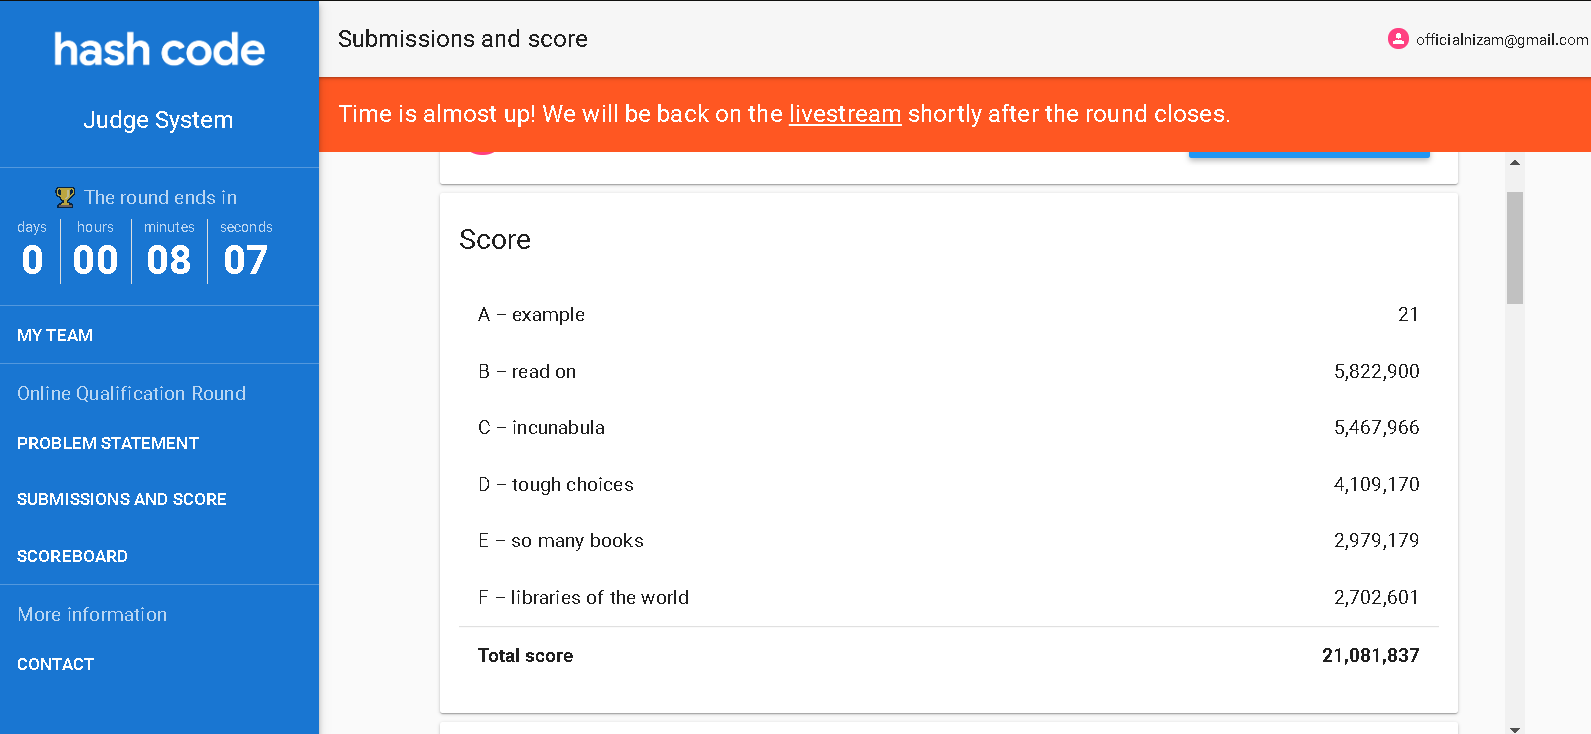 hash code
Judge System
The round ends in
days hours minutes seconds
0 00 08 07
MY TEAM
Online Qualification Round
PROBLEM STATEMENT
SUBMISSIONS AND SCORE
SCOREBOARD
More information
CONTACT
Submissions and score
officialnizam@gmail.com
Time is almost up! We will be back on the livestream shortly after the round closes.
Score
A – example 21
B – read on 5,822,900
C – incunabula 5,467,966
D – tough choices 4,109,170
E – so many books 2,979,179
F – libraries of the world 2,702,601
Total score 21,081,837